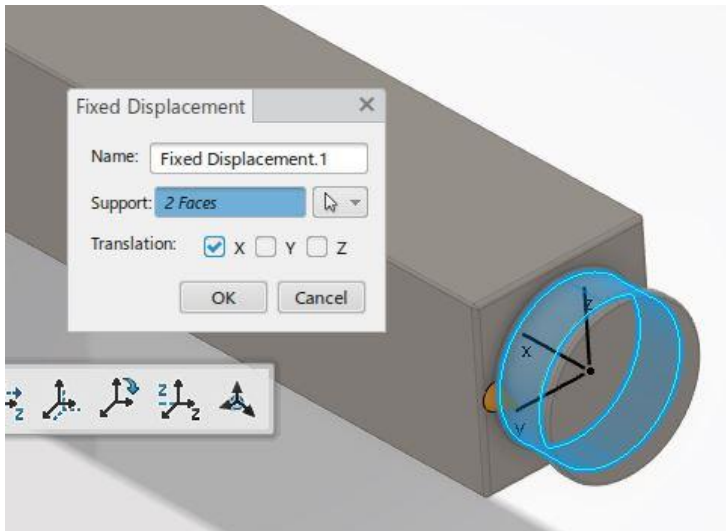 Fixed Displacement
Name: Fixed Displacement.1
Support: 2 Faces
Translation: X Y Z
OK Cancel
z
x
y
z
z
z